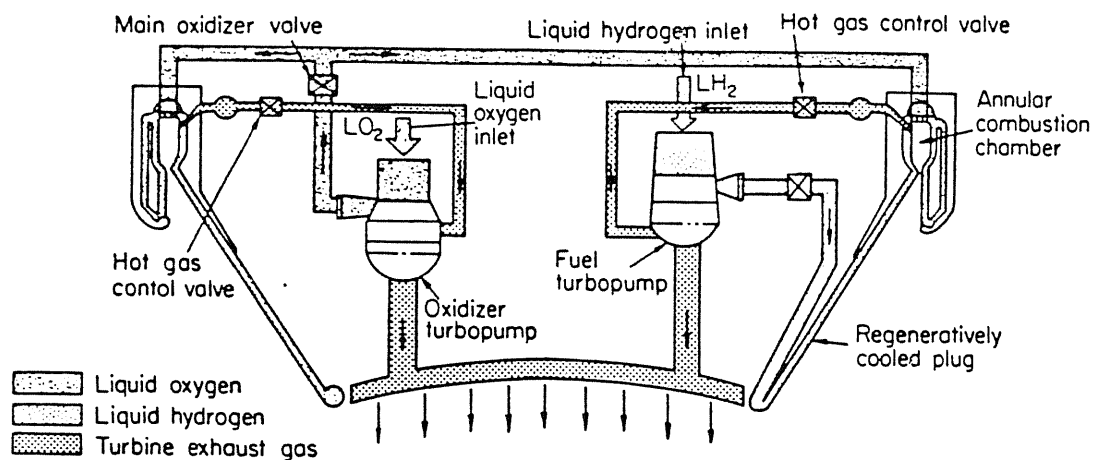 Main oxidizer valve
Liquid hydrogen inlet
Hot gas control valve
LH2
Liquid
oxygen
inlet
LO2
Annular
combustion
chamber
Hot gas
contol valve
Fuel
turbopump
Oxidizer
turbopump
Regeneratively
cooled plug
Liquid oxygen
Liquid hydrogen
Turbine exhaust gas